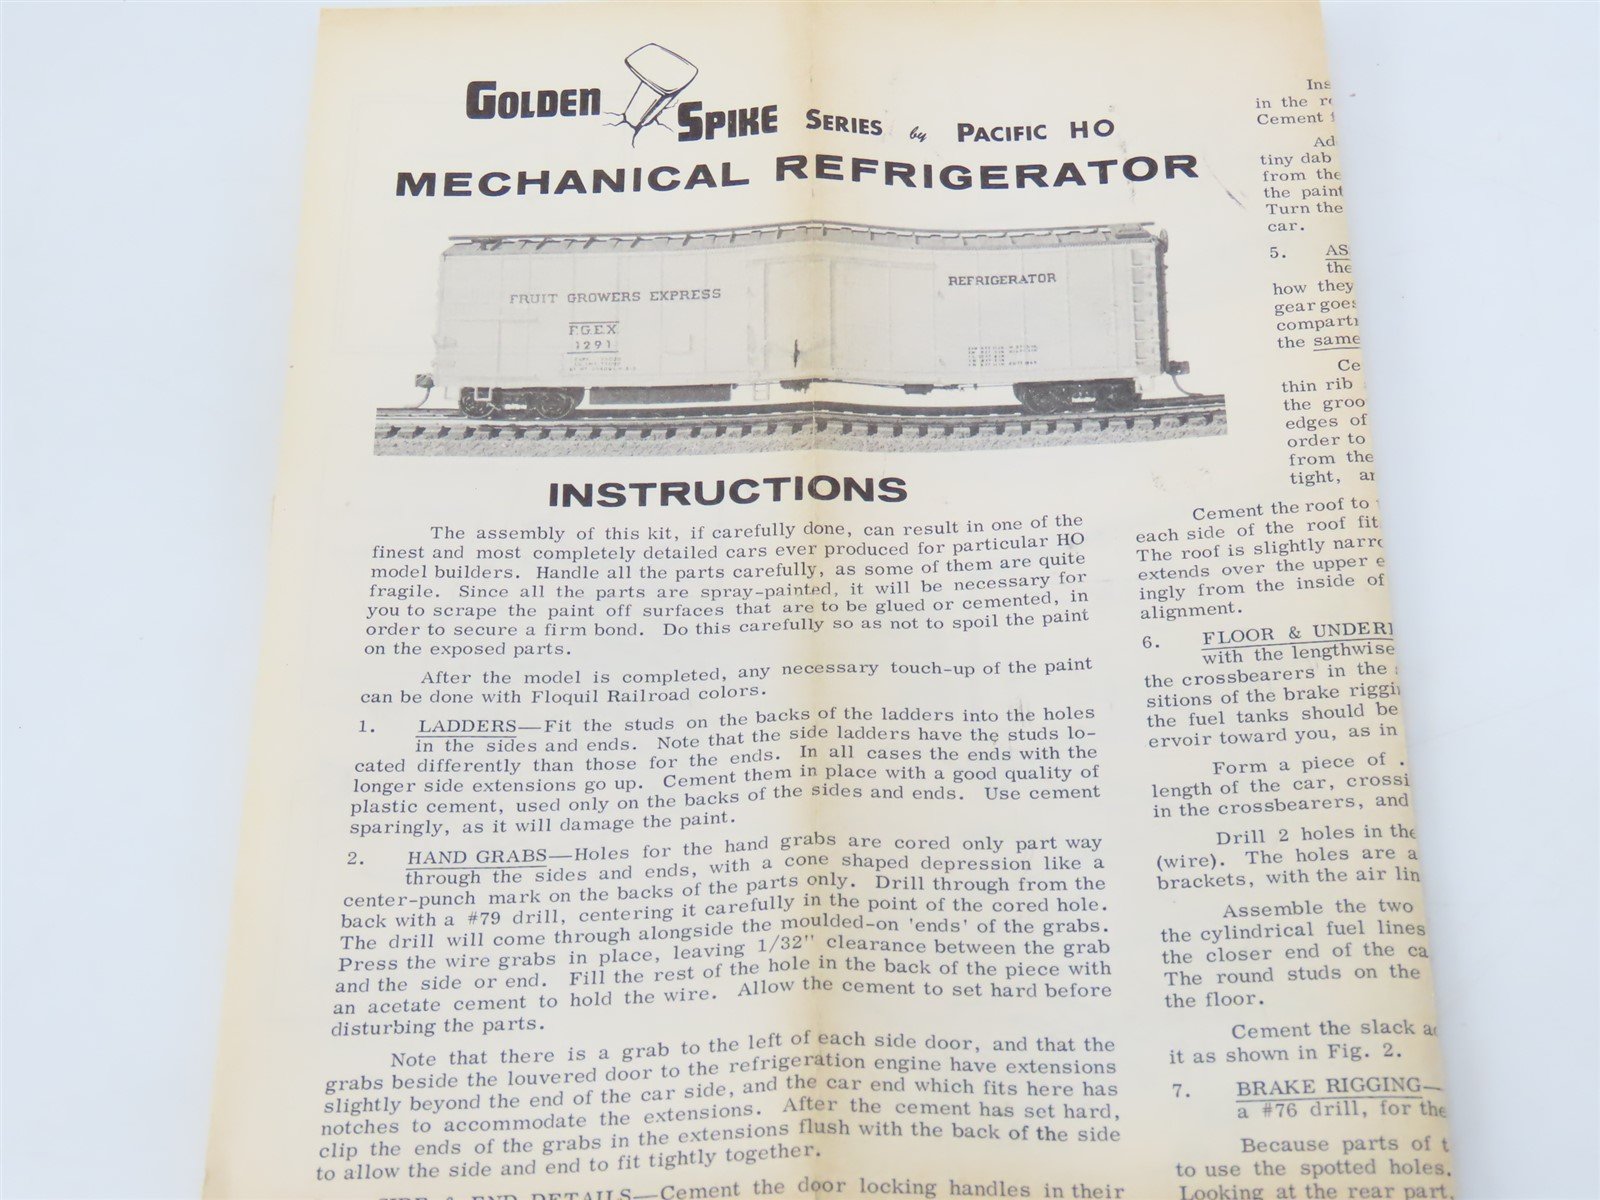 GOLDEN SPIKE SERIES by PACIFIC HO
MECHANICAL REFRIGERATOR
FRUIT GROWERS EXPRESS
F.G.E.X.
1291
REFRIGERATOR
INSTRUCTIONS
The assembly of this kit, if carefully done, can result in one of the
finest and most completely detailed cars ever produced for particular HO
model builders. Handle all the parts carefully, as some of them are quite
fragile. Since all the parts are spray-painted, it will be necessary for
you to scrape the paint off surfaces that are to be glued or cemented, in
order to secure a firm bond. Do this carefully so as not to spoil the paint
on the exposed parts.
After the model is completed, any necessary touch-up of the paint
can be done with Floquil Railroad colors.
1. LADDERS—Fit the studs on the backs of the ladders into the holes
in the sides and ends. Note that the side ladders have the studs lo-
cated differently than those for the ends. In all cases the ends with the
longer side extensions go up. Cement them in place with a good quality of
plastic cement, used only on the backs of the sides and ends. Use cement
sparingly, as it will damage the paint.
2. HAND GRABS—Holes for the hand grabs are cored only part way
through the sides and ends, with a cone shaped depression like a
center-punch mark on the backs of the parts only. Drill through from the
back with a #79 drill, centering it carefully in the point of the cored hole.
The drill will come through alongside the moulded-on 'ends' of the grabs.
Press the wire grabs in place, leaving 1/32" clearance between the grab
and the side or end. Fill the rest of the hole in the back of the piece with
an acetate cement to hold the wire. Allow the cement to set hard before
disturbing the parts.
Note that there is a grab to the left of each side door, and that the
grabs beside the louvered door to the refrigeration engine have extensions
slightly beyond the end of the car side, and the car end which fits here has
notches to accommodate the extensions. After the cement has set hard,
clip the ends of the grabs in the extensions flush with the back of the side
to allow the side and end to fit tightly together.
SIDE & END DETAILS—Cement the door locking handles in their
Ins
in the re
Cement f
Ad
tiny dab
from the
the paint
Turn the
car.
5. AS
the
how they
gear goes
compart
the same
Ce
thin rib
the groo
edges of
order to
from the
tight, ar
Cement the roof to
each side of the roof fit
The roof is slightly narro
extends over the upper e
ingly from the inside of
alignment.
6. FLOOR & UNDER
with the lengthwise
the crossbearers in the
sitions of the brake riggi
the fuel tanks should be
ervoir toward you, as in
Form a piece of .
length of the car, crossi
in the crossbearers, and
Drill 2 holes in the
(wire). The holes are a
brackets, with the air lin
Assemble the two
the cylindrical fuel lines
the closer end of the ca
The round studs on the
the floor.
Cement the slack a
it as shown in Fig. 2.
7. BRAKE RIGGING—
a #76 drill, for the
Because parts of t
to use the spotted holes.
Looking at the rear part,